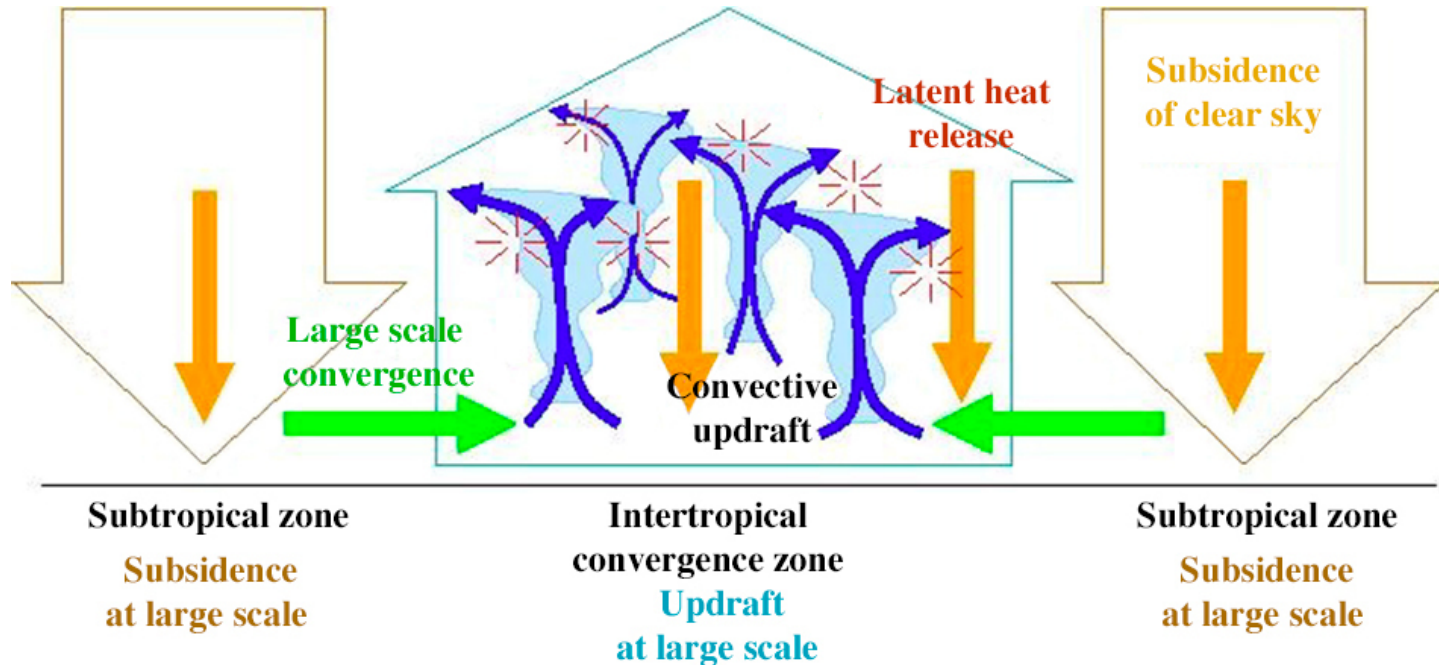 Subsidence
of clear sky
Latent heat
release
Large scale
convergence
Convective
updraft
Subtropical zone
Subsidence
at large scale
Intertropical
convergence zone
Updraft
at large scale
Subtropical zone
Subsidence
at large scale